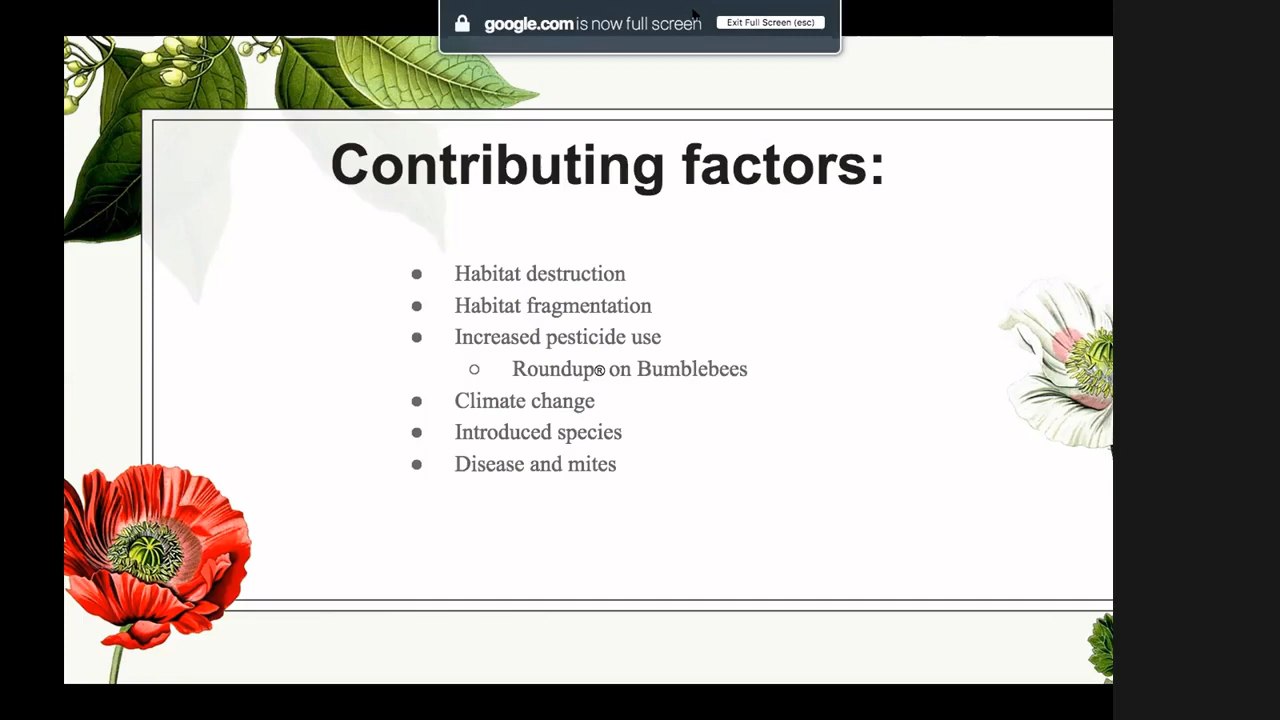 google.com is now full screen Exit Full Screen (esc)
Contributing factors:
● Habitat destruction
● Habitat fragmentation
● Increased pesticide use
○ Roundup® on Bumblebees
● Climate change
● Introduced species
● Disease and mites